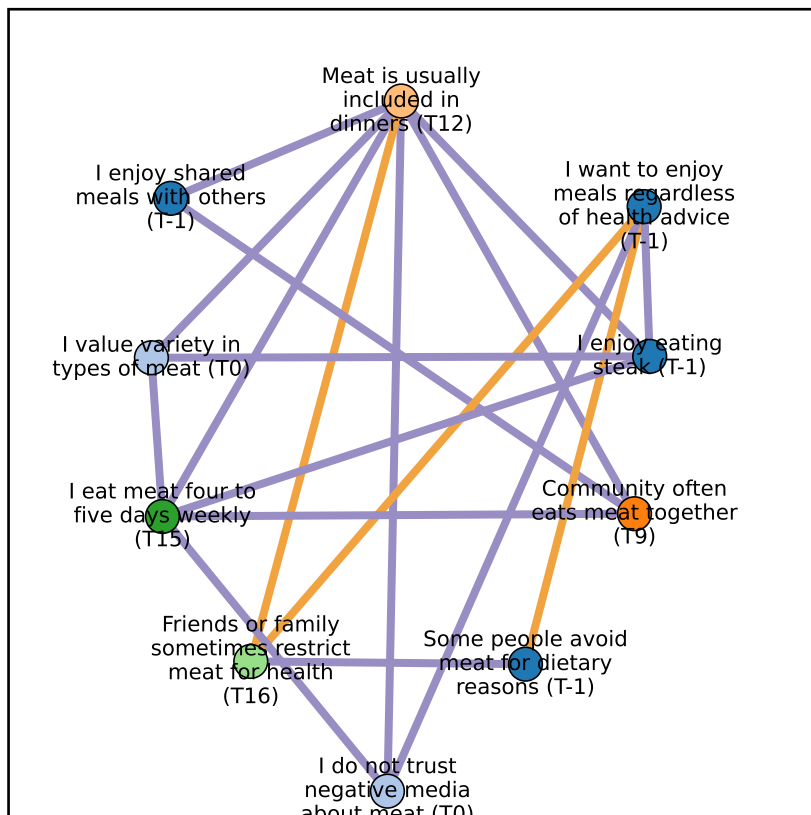 Meat is usually
included in
dinners (T12)
I enjoy shared
meals with others
(T-1)
I want to enjoy
meals regardless
of health advice
(T-1)
I value variety in
types of meat (T0)
I enjoy eating
steak (T-1)
I eat meat four to
five days weekly
(T15)
Community often
eats meat together
(T9)
Friends or family
sometimes restrict
meat for health
(T16)
Some people avoid
meat for dietary
reasons (T-1)
I do not trust
negative media
about meat (T0)